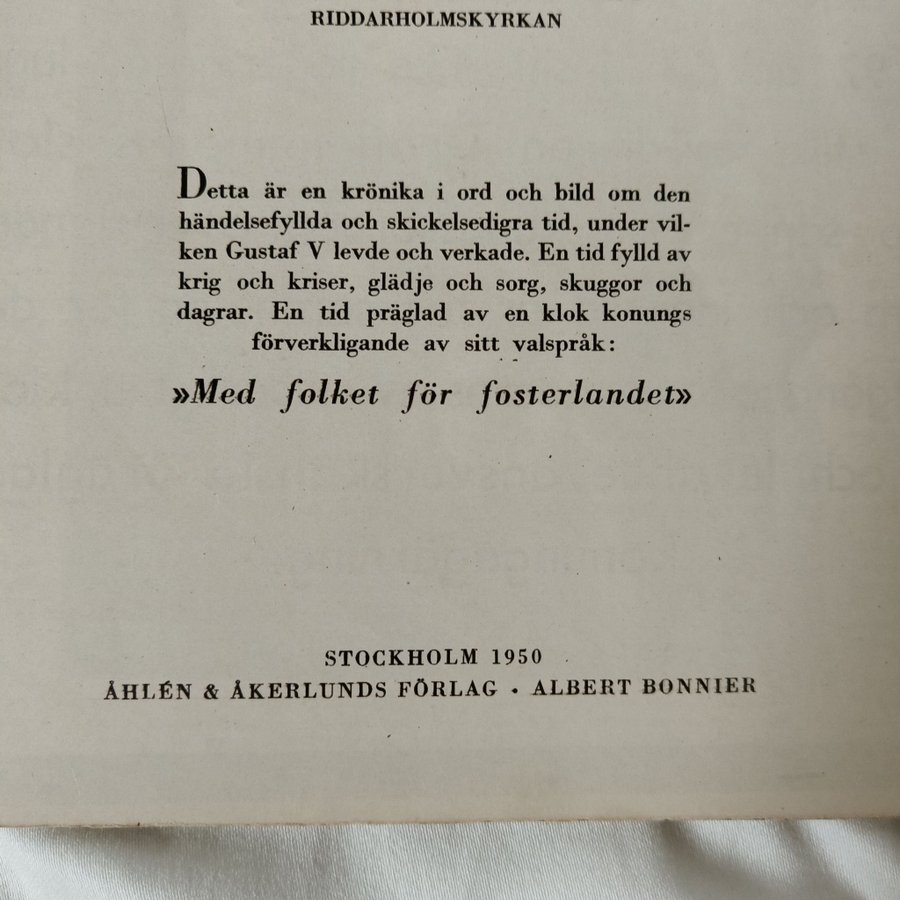 RIDDARHOLMSKYRKAN
Detta är en krönika i ord och bild om den
händelsefyllda och skickelsedigra tid, under vil-
ken Gustaf V levde och verkade. En tid fylld av
krig och kriser, glädje och sorg, skuggor och
dagrar. En tid präglad av en klok konungs
förverkligande av sitt valspråk:
»Med folket för fosterlandet»
STOCKHOLM 1950
ÅHLÉN & ÅKERLUNDS FÖRLAG • ALBERT BONNIER